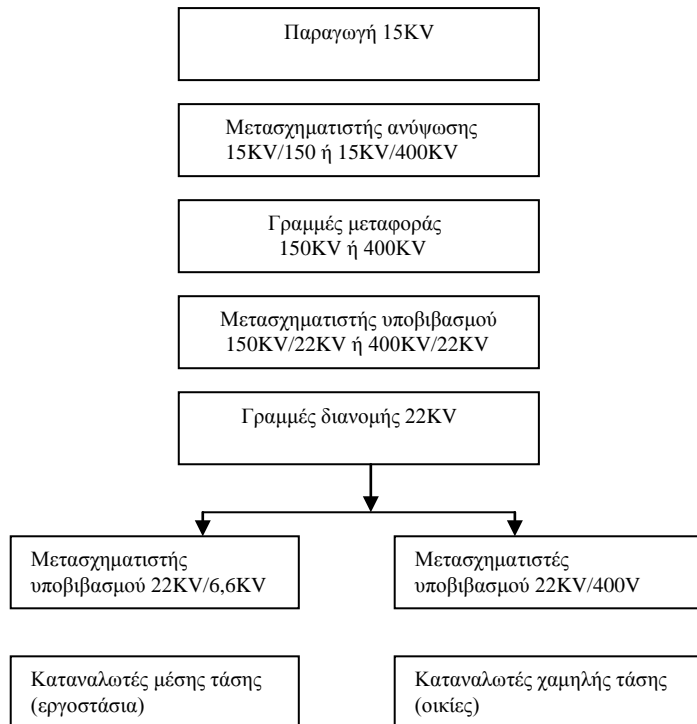 Παραγωγή 15KV
Μετασχηματιστής ανύψωσης
15KV/150 ή 15KV/400KV
Γραμμές μεταφοράς
150KV ή 400KV
Μετασχηματιστής υποβιβασμού
150KV/22KV ή 400KV/22KV
Γραμμές διανομής 22KV
Μετασχηματιστής
υποβιβασμού 22KV/6,6KV
Μετασχηματιστές
υποβιβασμού 22KV/400V
Καταναλωτές μέσης τάσης
(εργοστάσια)
Καταναλωτές χαμηλής τάσης
(οικίες)